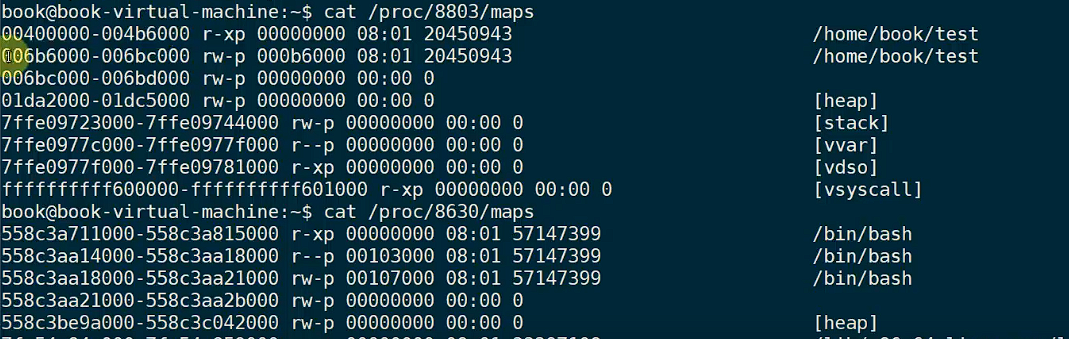 book@book-virtual-machine:~$ cat /proc/8803/maps
00400000-004b6000 r-xp 00000000 08:01 20450943 /home/book/test
006b6000-006bc000 rw-p 000b6000 08:01 20450943 /home/book/test
006bc000-006bd000 rw-p 00000000 00:00 0
01da2000-01dc5000 rw-p 00000000 00:00 0 [heap]
7ffe09723000-7ffe09744000 rw-p 00000000 00:00 0 [stack]
7ffe0977c000-7ffe0977f000 r--p 00000000 00:00 0 [vvar]
7ffe0977f000-7ffe09781000 r-xp 00000000 00:00 0 [vdso]
ffffffffff600000-ffffffffff601000 r-xp 00000000 00:00 0 [vsyscall]
book@book-virtual-machine:~$ cat /proc/8630/maps
558c3a711000-558c3a815000 r-xp 00000000 08:01 57147399 /bin/bash
558c3aa14000-558c3aa18000 r--p 00103000 08:01 57147399 /bin/bash
558c3aa18000-558c3aa21000 rw-p 00107000 08:01 57147399 /bin/bash
558c3aa21000-558c3aa2b000 rw-p 00000000 00:00 0
558c3be9a000-558c3c042000 rw-p 00000000 00:00 0 [heap]